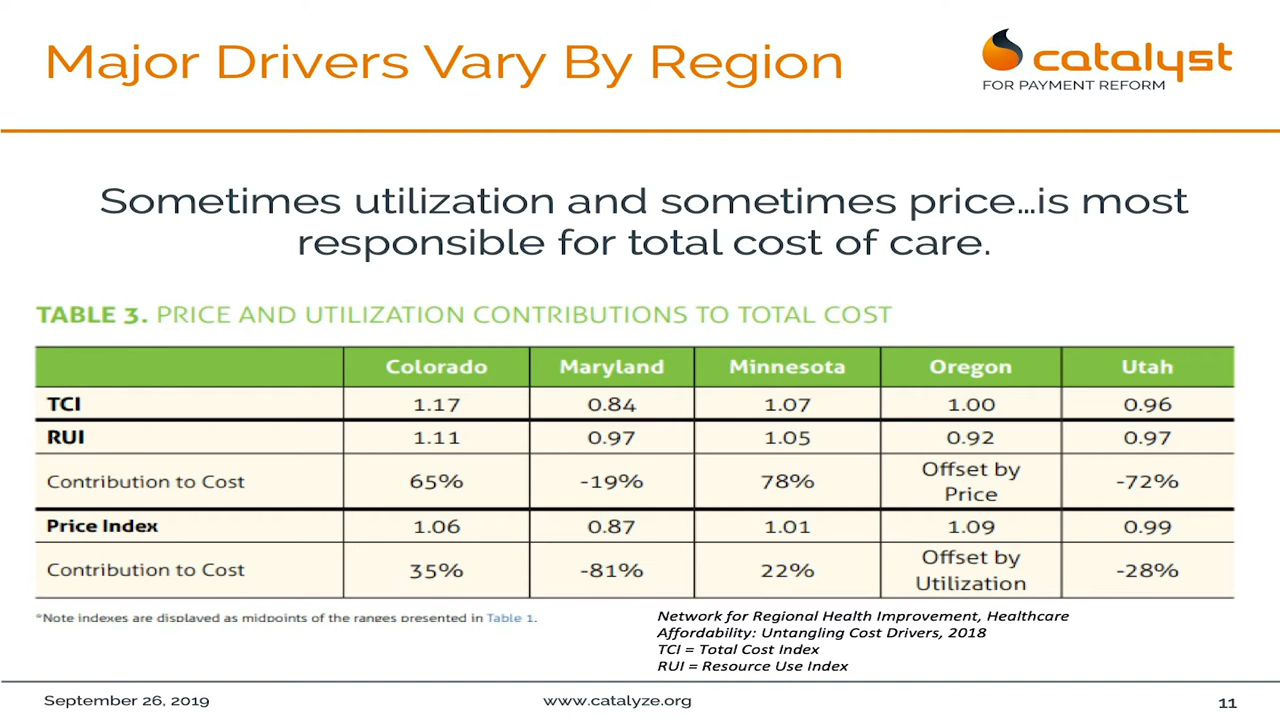 Major Drivers Vary By Region
catalyst
FOR PAYMENT REFORM
Sometimes utilization and sometimes price...is most
responsible for total cost of care.
TABLE 3. PRICE AND UTILIZATION CONTRIBUTIONS TO TOTAL COST
Colorado Maryland Minnesota Oregon Utah
TCI 1.17 0.84 1.07 1.00 0.96
RUI 1.11 0.97 1.05 0.92 0.97
Contribution to Cost 65% -19% 78% Offset by Price -72%
Price Index 1.06 0.87 1.01 1.09 0.99
Contribution to Cost 35% -81% 22% Offset by Utilization -28%
*Note indexes are displayed as midpoints of the ranges presented in Table 1.
Network for Regional Health Improvement, Healthcare
Affordability: Untangling Cost Drivers, 2018
TCI = Total Cost Index
RUI = Resource Use Index
September 26, 2019
www.catalyze.org
11